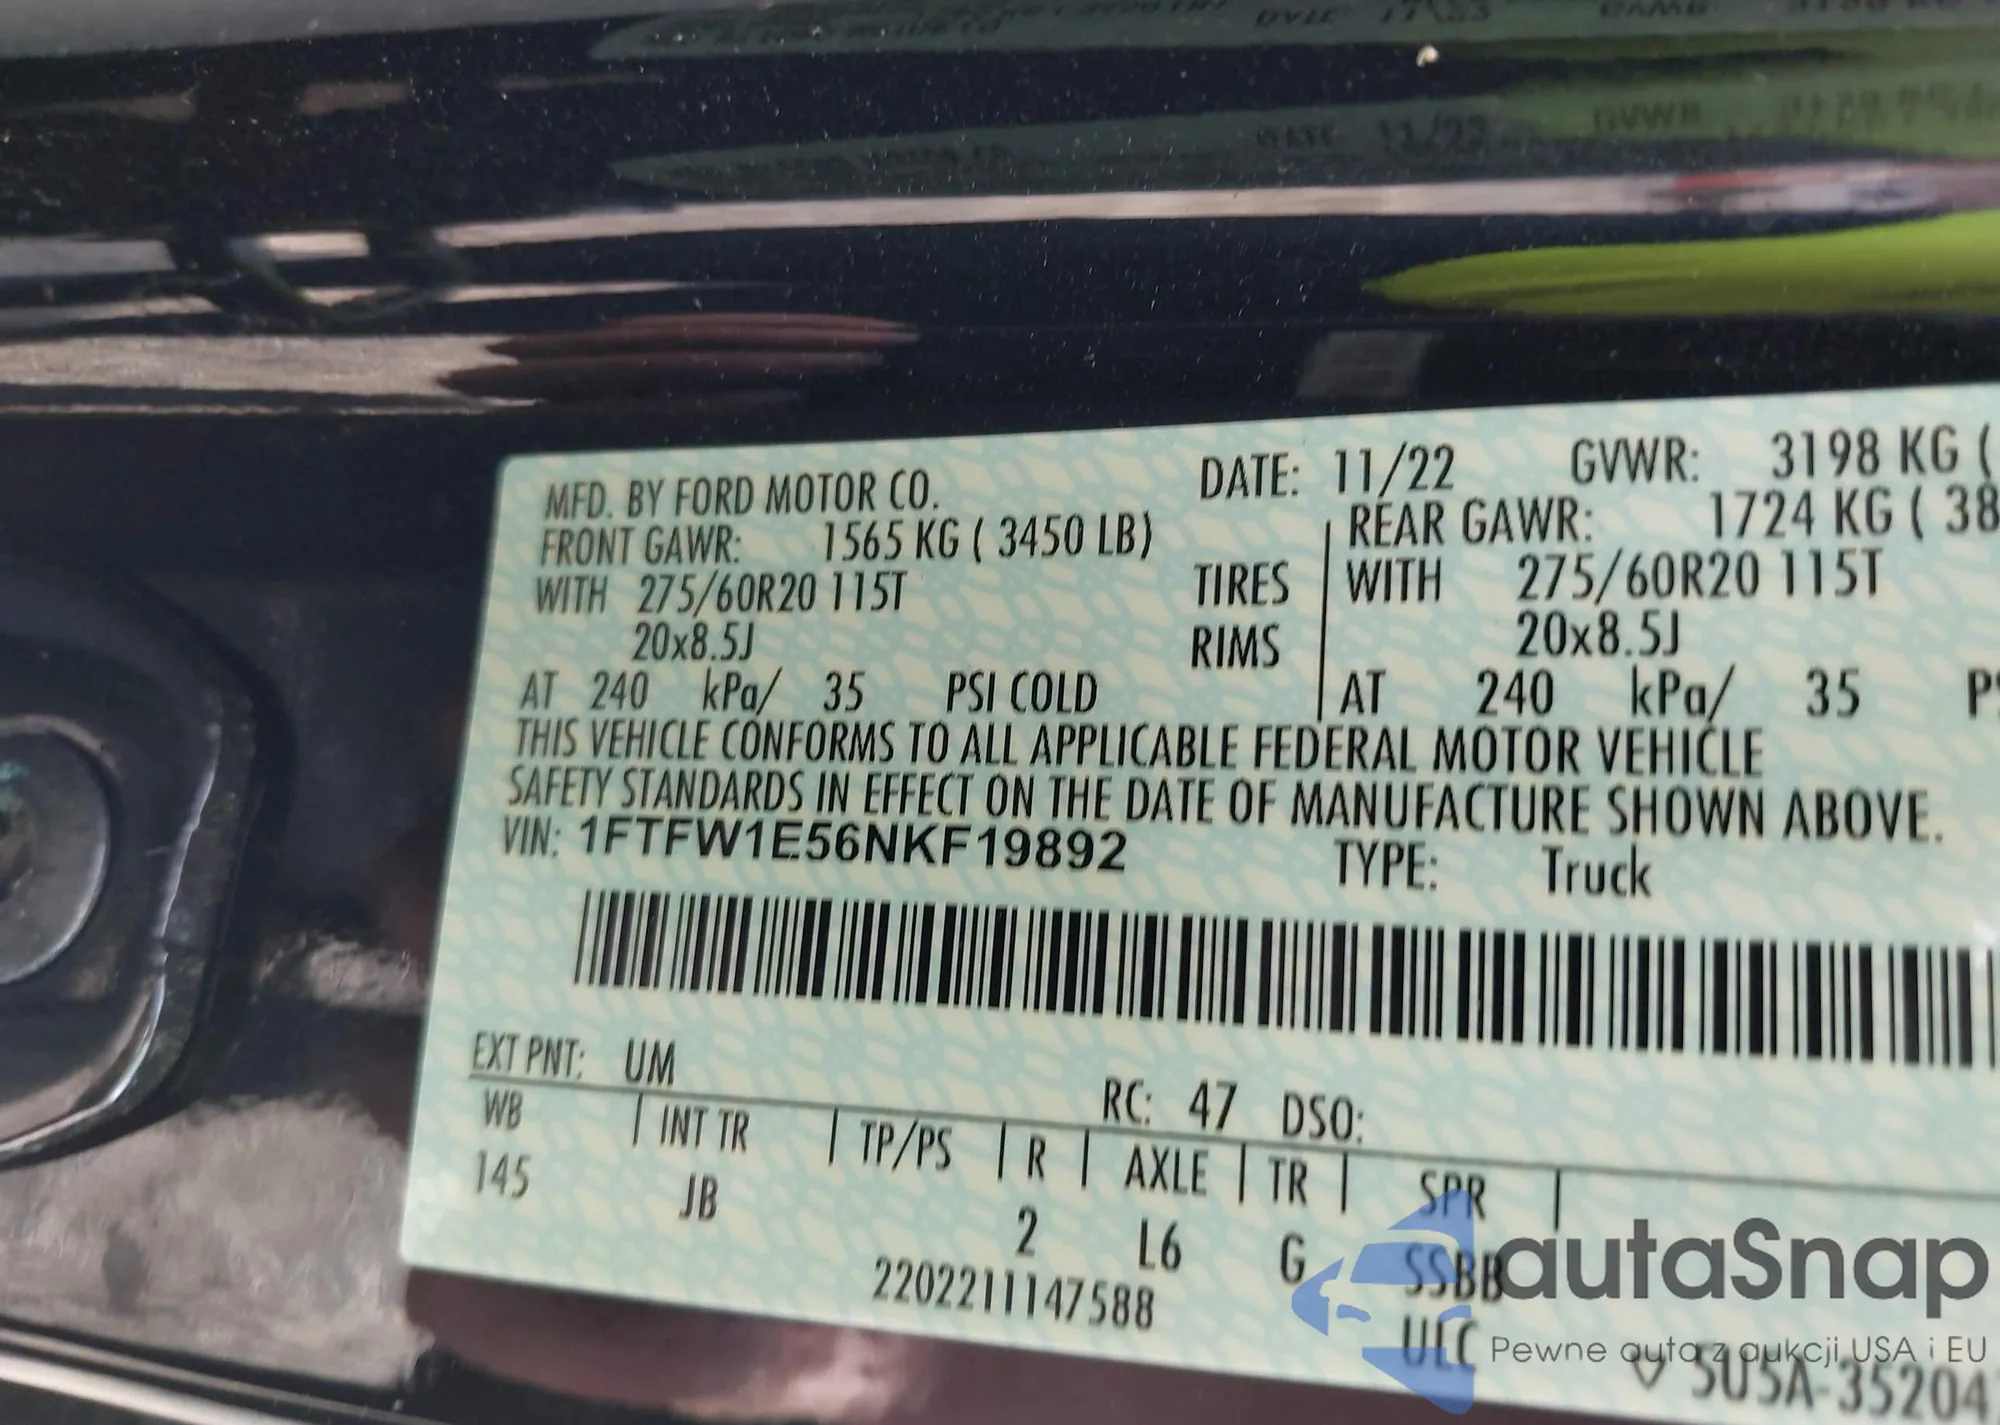 MFD. BY FORD MOTOR CO. DATE: 11/22 GVWR: 3198 KG (
FRONT GAWR: 1565 KG ( 3450 LB) REAR GAWR: 1724 KG ( 38
WITH 275/60R20 115T TIRES WITH 275/60R20 115T
20x8.5J RIMS 20x8.5J
AT 240 kPa/ 35 PSI COLD AT 240 kPa/ 35 PS
THIS VEHICLE CONFORMS TO ALL APPLICABLE FEDERAL MOTOR VEHICLE
SAFETY STANDARDS IN EFFECT ON THE DATE OF MANUFACTURE SHOWN ABOVE.
VIN: 1FTFW1E56NKF19892 TYPE: Truck
EXT PNT: UM RC: 47 DSO:
WB INT TR TP/PS R AXLE TR SPR
145 JB 2 L6 G SSBB
2202211147588 ULC
5U5A-35204
autaSnap
Pewne auta z aukcji USA i EU